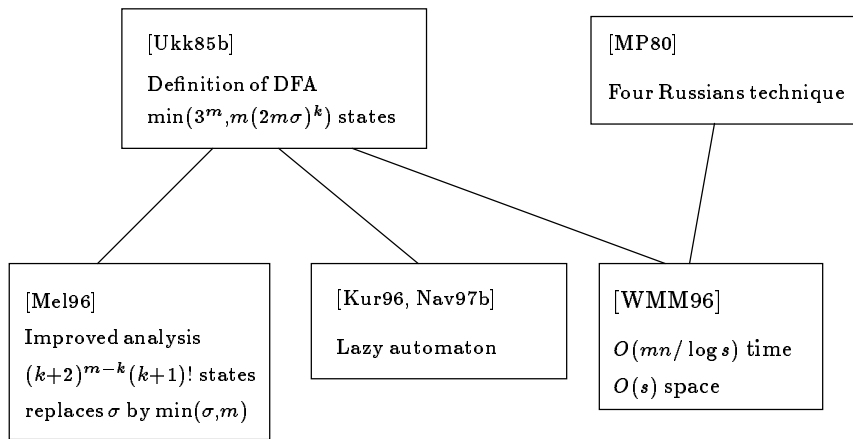 [Ukk85b]
Definition of DFA
min(3^m,m(2mσ)^k) states
[MP80]
Four Russians technique
[Mel96]
Improved analysis
(k+2)^{m−k}(k+1)! states
replaces σ by min(σ,m)
[Kur96, Nav97b]
Lazy automaton
[WMM96]
O(mn/ log s) time
O(s) space